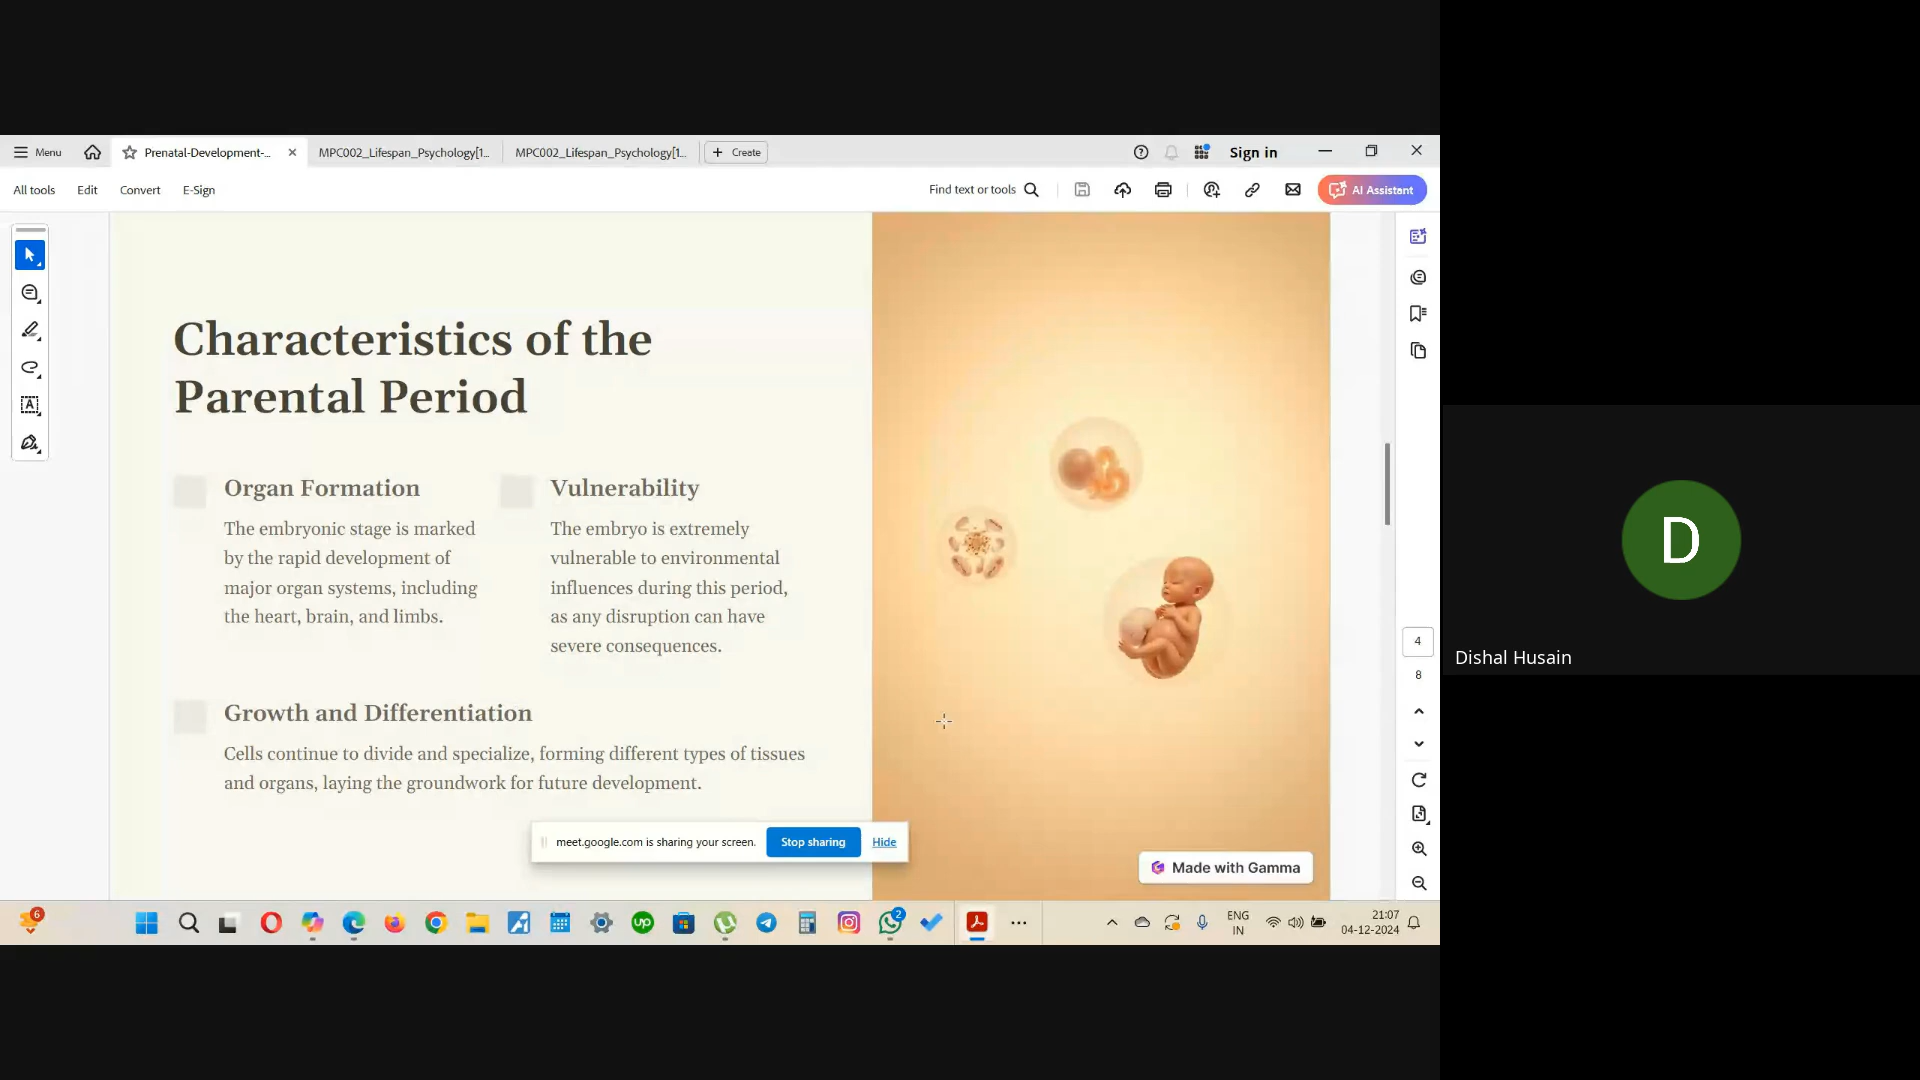 Menu
Prenatal-Development-...
MPC002_Lifespan_Psychology[1...
MPC002_Lifespan_Psychology[1...
Create
Sign in
All tools
Edit
Convert
E-Sign
Find text or tools
AI Assistant
Characteristics of the
Parental Period
Organ Formation
The embryonic stage is marked
by the rapid development of
major organ systems, including
the heart, brain, and limbs.
Vulnerability
The embryo is extremely
vulnerable to environmental
influences during this period,
as any disruption can have
severe consequences.
Growth and Differentiation
Cells continue to divide and specialize, forming different types of tissues
and organs, laying the groundwork for future development.
4
8
meet.google.com is sharing your screen.
Stop sharing
Hide
Made with Gamma
D
Dishal Husain
6
up
2
ENG
IN
21:07
04-12-2024